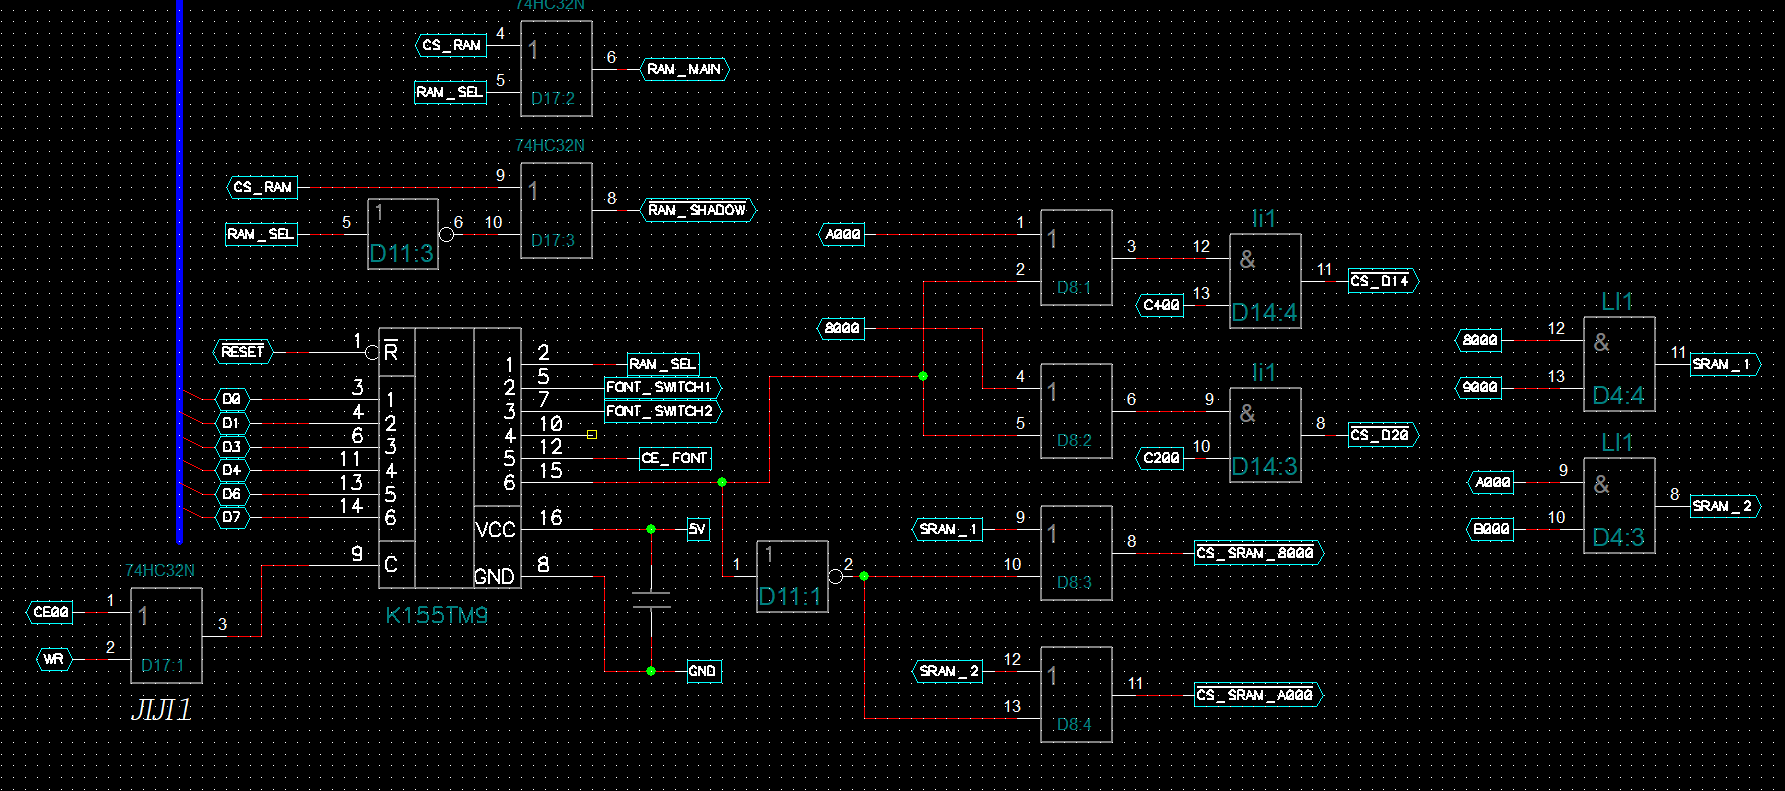 74HC32N
CS_RAM 4
1
6 RAM_MAIN
RAM_SEL 5
D17:2
74HC32N
CS_RAM 9
1
8 RAM_SHADOW
RAM_SEL 5 1 6 10
D11:3
D17:3
A000 1
1
3 12
2
D8:1
li1
&
11 CS_D14
C400 13
D14:4
8000
4
1
6 9
5
D8:2
li1
&
8 CS_D20
C200 10
D14:3
LI1
8000 12
&
11 SRAM_1
9000 13
D4:4
LI1
A000 9
&
8 SRAM_2
B000 10
D4:3
RESET 1 R
1 2 RAM_SEL
2 5 FONT_SWITCH1
3 7 FONT_SWITCH2
4 10
5 12 CE_FONT
6 15
D0 3 1
D1 4 2
D3 6 3
D4 11 4
D6 13 5
D7 14 6
9 C
VCC 16 5V
GND 8
GND
K155TM9
74HC32N
CE00 1
1
3
WR 2
D17:1
JIJI1
1 1 2
D11:1
SRAM_1 9
1
8 CS_SRAM_8000
10
D8:3
SRAM_2 12
1
11 CS_SRAM_A000
13
D8:4